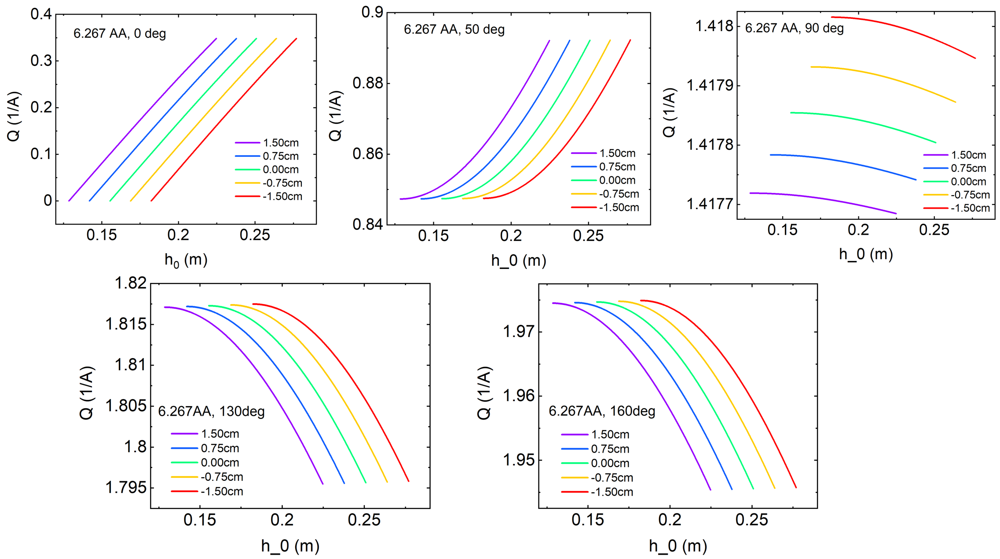 0.4
0.3
0.2
0.1
0
Q (1/A)
6.267 AA, 0 deg
1.50cm
0.75cm
0.00cm
-0.75cm
-1.50cm
0.15
0.2
0.25
h₀ (m)
0.9
0.88
0.86
0.84
Q (1/A)
6.267 AA, 50 deg
1.50cm
0.75cm
0.00cm
-0.75cm
-1.50cm
0.15
0.2
0.25
h_0 (m)
1.418
1.4179
1.4178
1.4177
Q (1/A)
6.267 AA, 90 deg
1.50cm
0.75cm
0.00cm
-0.75cm
-1.50cm
0.15
0.2
0.25
h_0 (m)
1.82
1.815
1.81
1.805
1.8
1.795
Q (1/A)
6.267AA, 130deg
1.50cm
0.75cm
0.00cm
-0.75cm
-1.50cm
0.15
0.2
0.25
h_0 (m)
1.97
1.96
1.95
Q (1/A)
6.267AA, 160deg
1.50cm
0.75cm
0.00cm
-0.75cm
-1.50cm
0.15
0.2
0.25
h_0 (m)